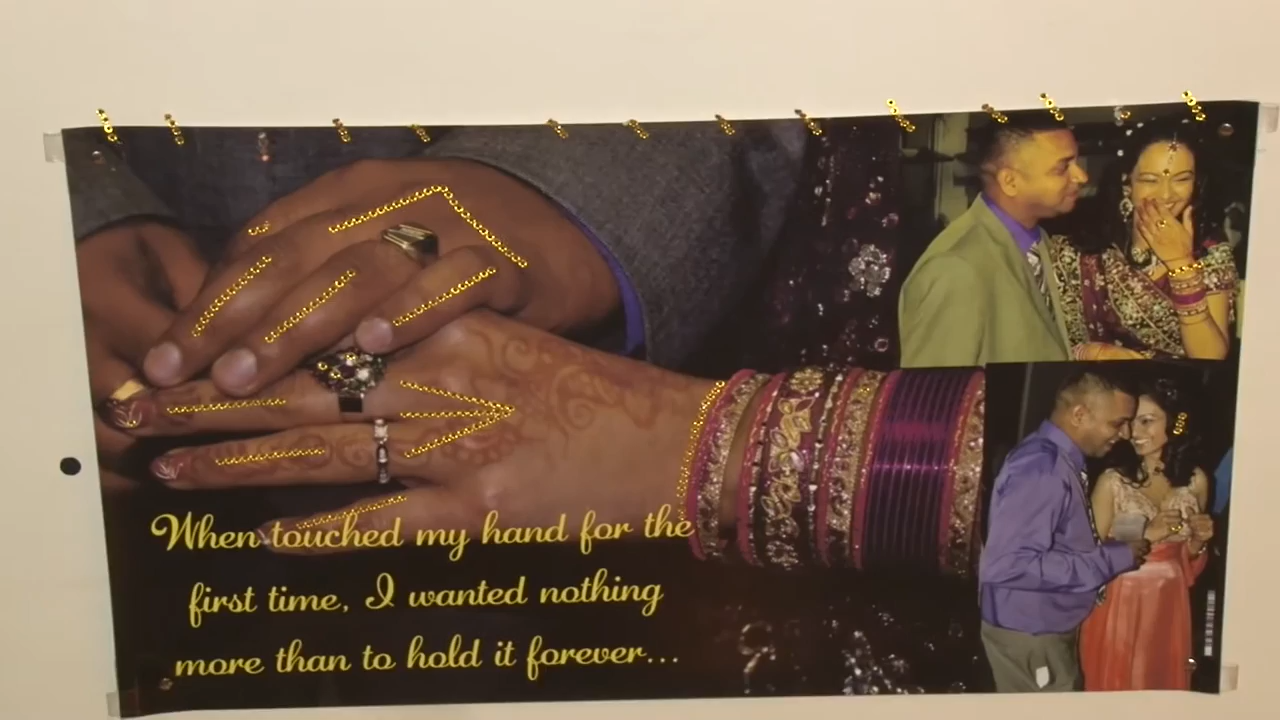 When touched my hand for the
first time, I wanted nothing
more than to hold it forever...